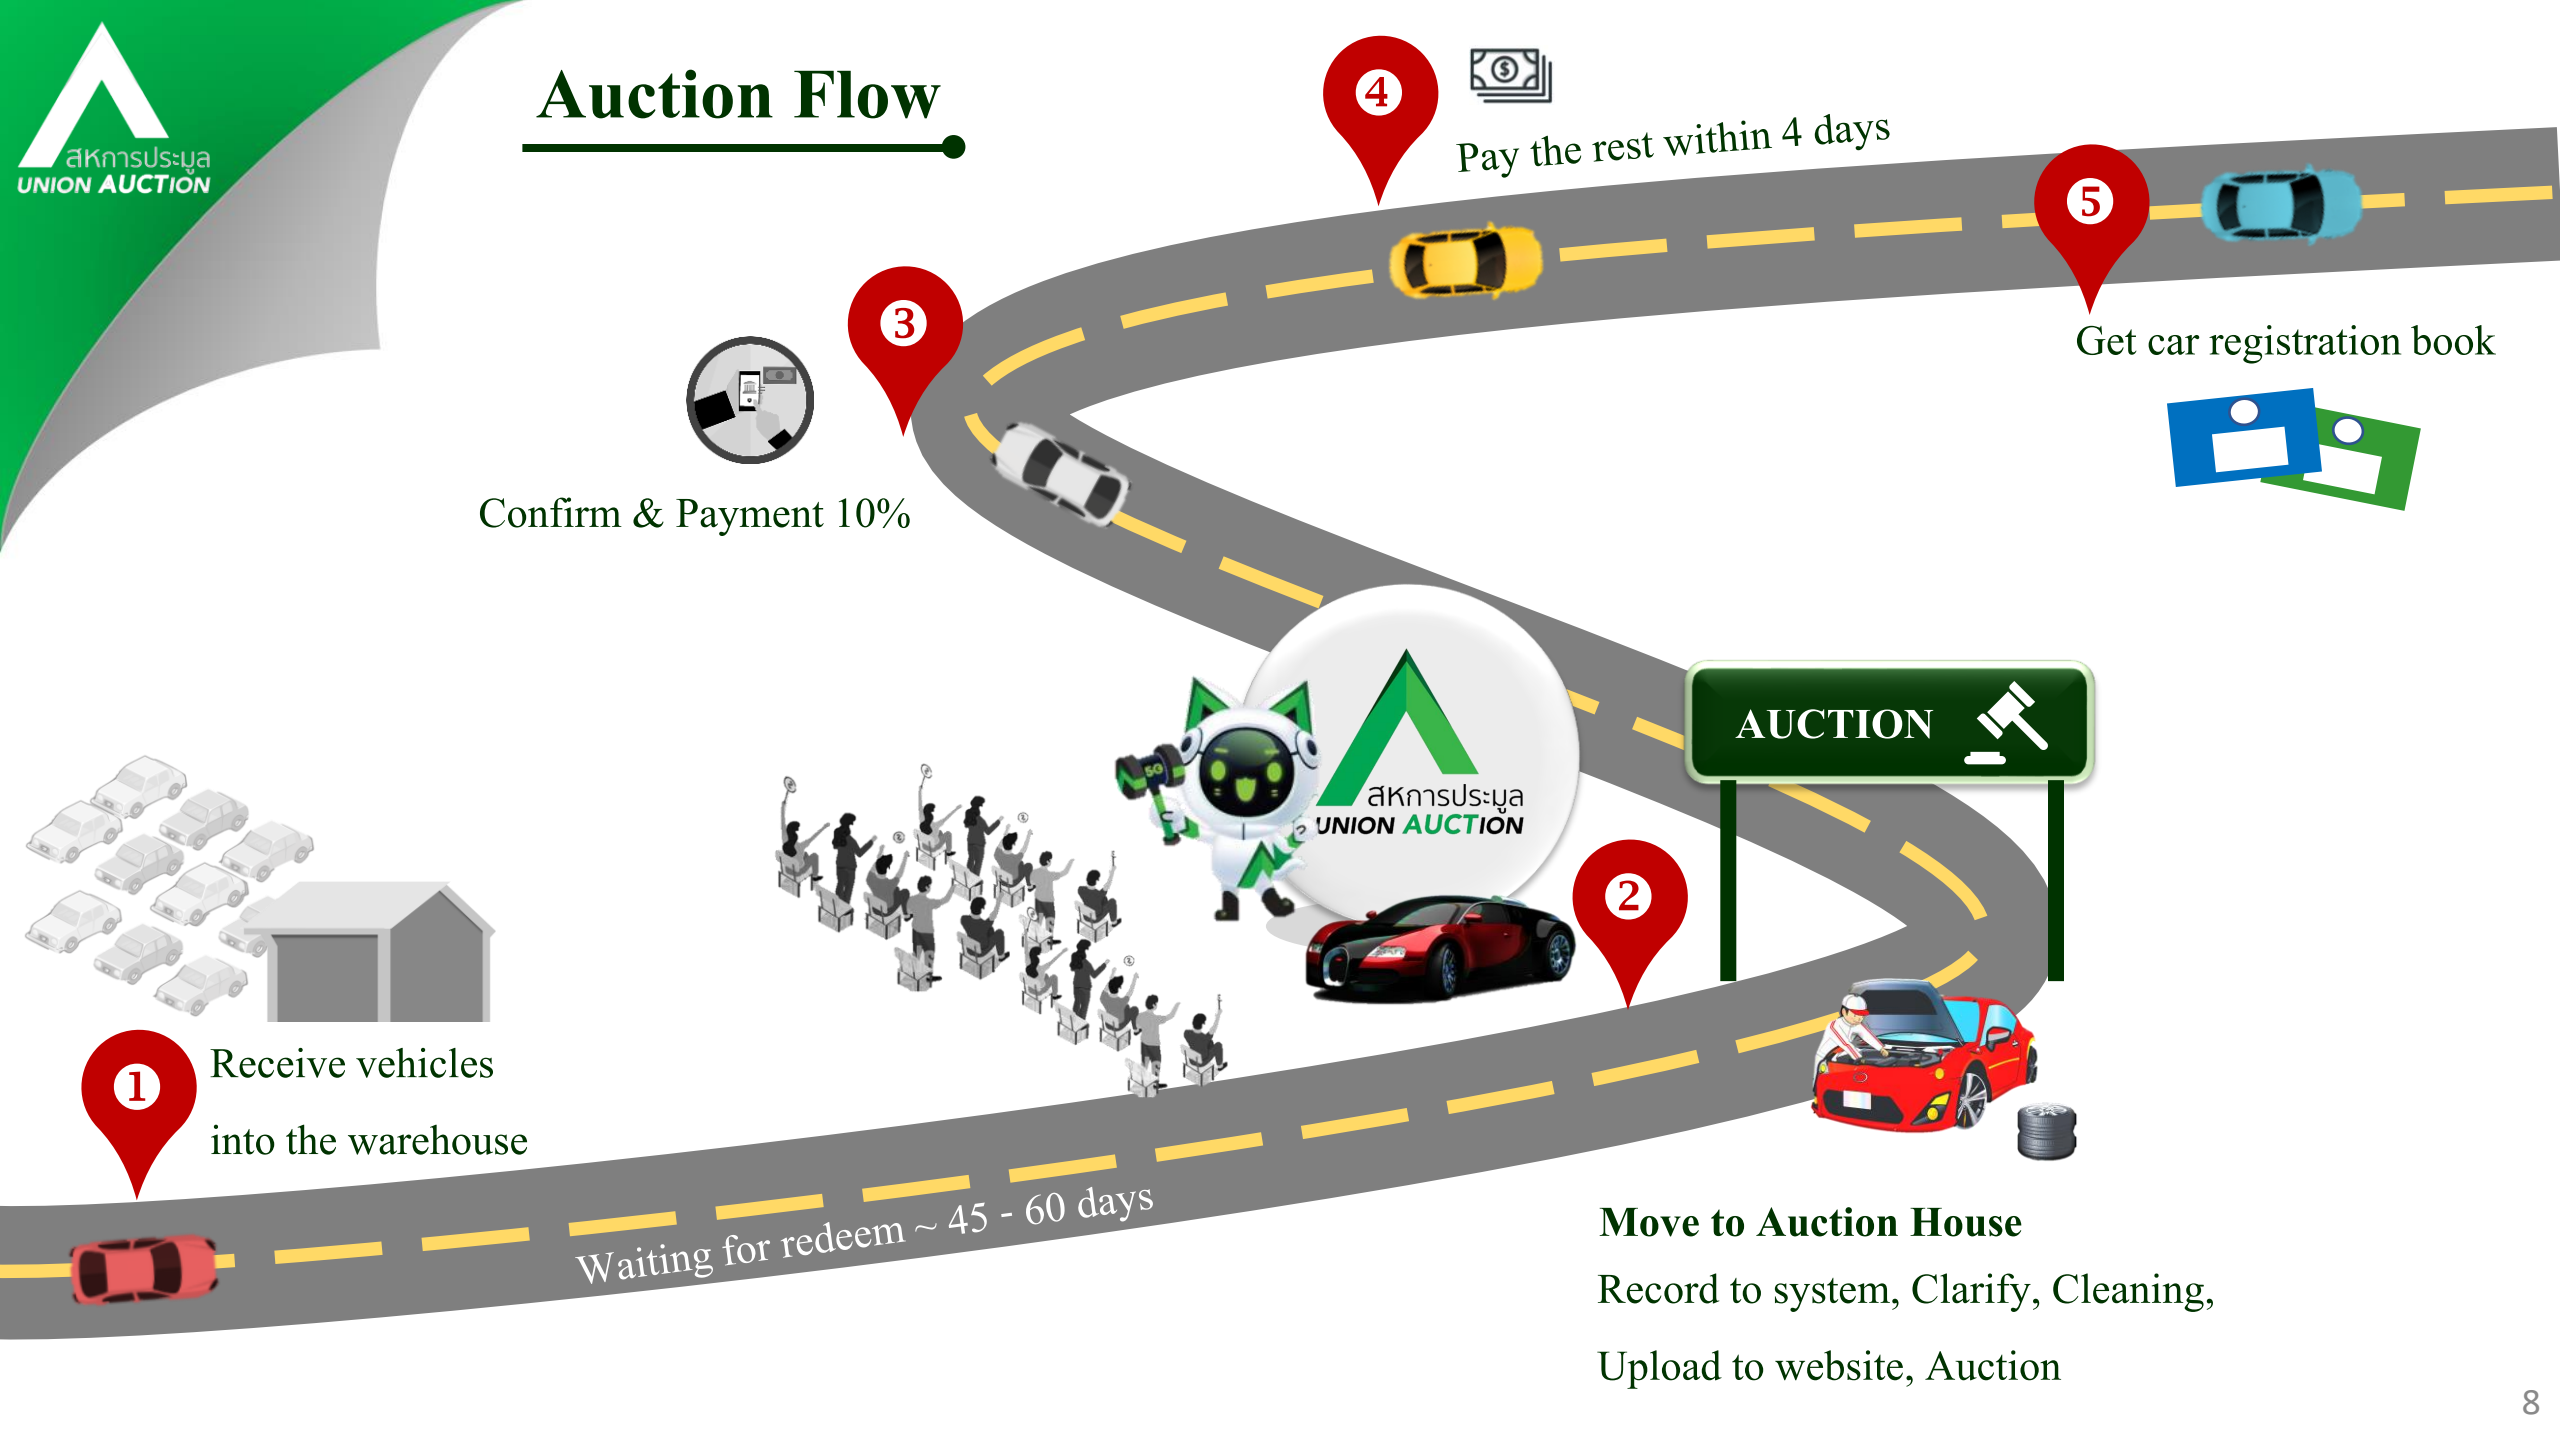 สหการประมูล
UNION AUCTION
Auction Flow
4
Pay the rest within 4 days
5
Get car registration book
3
Confirm & Payment 10%
5G
สหการประมูล
UNION AUCTION
AUCTION
2
1
Receive vehicles
into the warehouse
Waiting for redeem ~ 45 - 60 days
Move to Auction House
Record to system, Clarify, Cleaning,
Upload to website, Auction
8